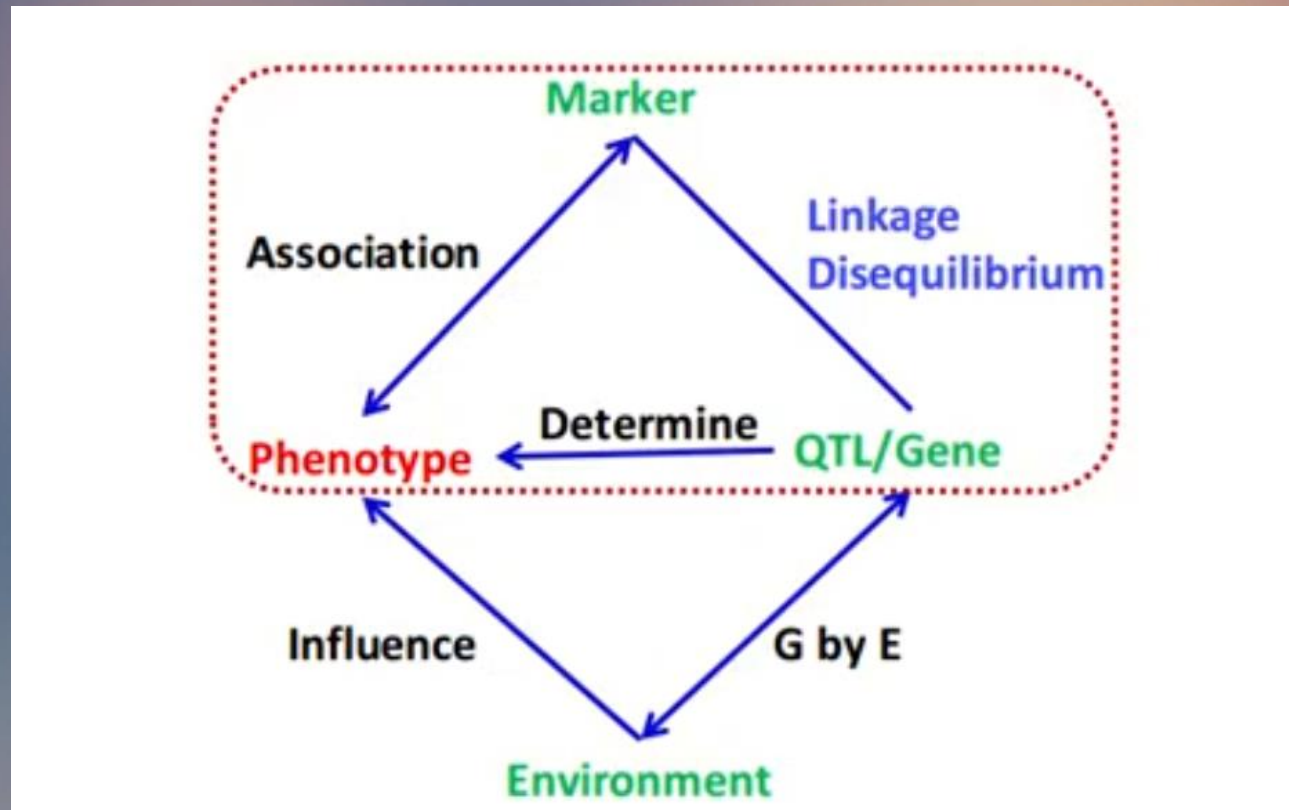 Marker
Linkage
Disequilibrium
Association
Determine
Phenotype
QTL/Gene
Influence
G by E
Environment